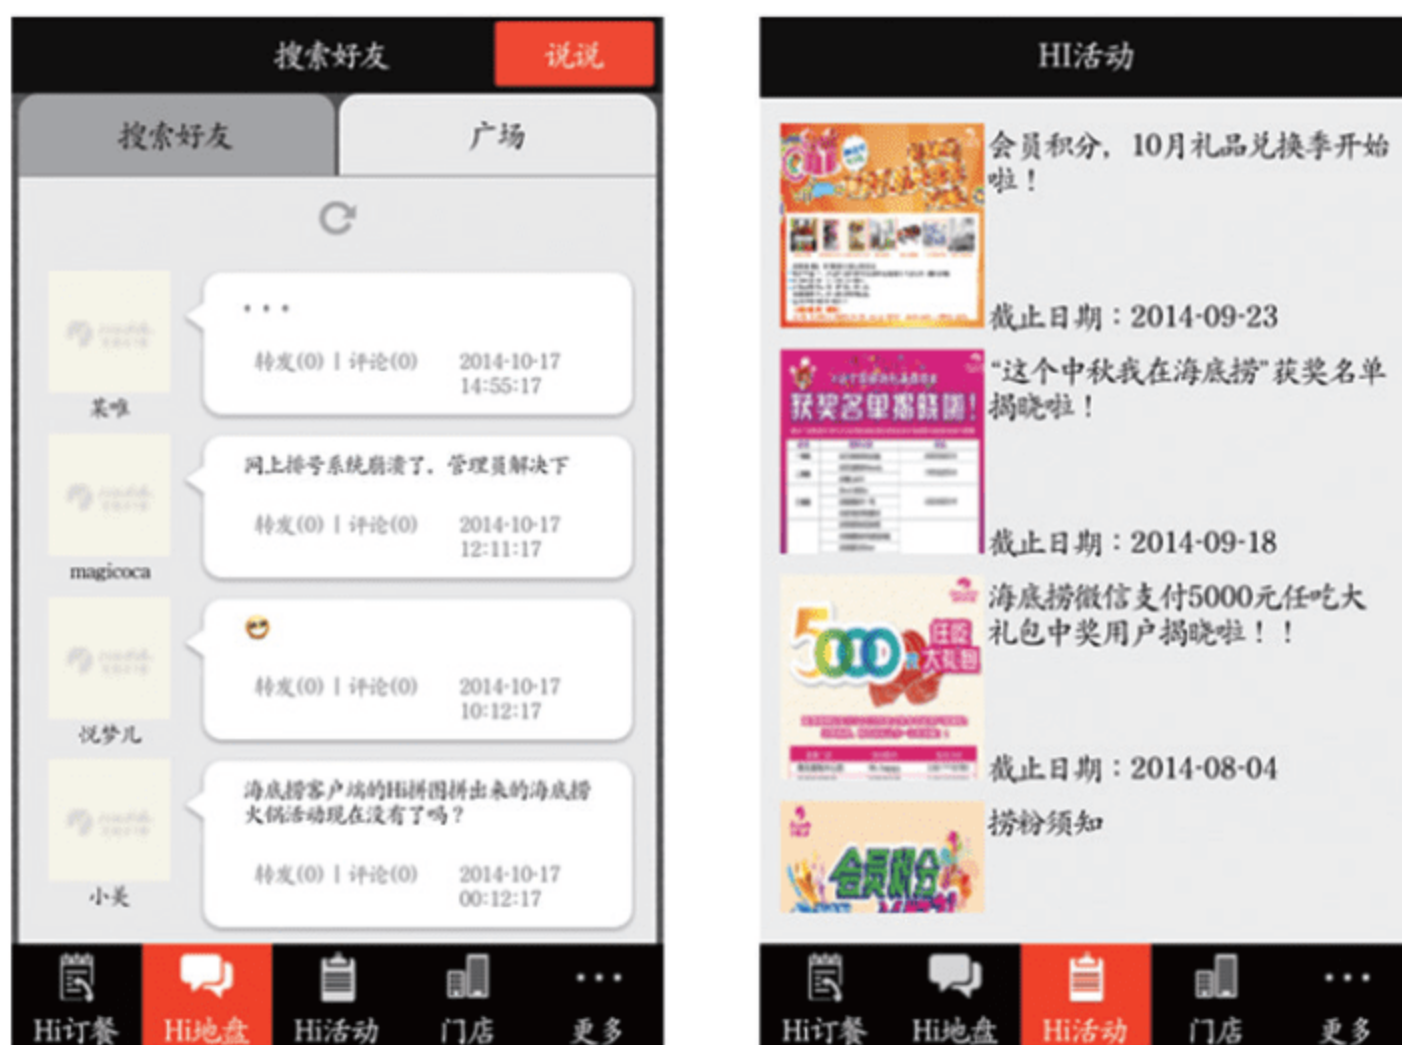 搜索好友
说说
搜索好友
广场
...
转发(0) | 评论(0)
2014-10-17
14:55:17
菜唯
网上排号系统崩溃了，管理员解决下
转发(0) | 评论(0)
2014-10-17
12:11:17
magicoca
转发(0) | 评论(0)
2014-10-17
10:12:17
悦梦儿
海底捞客户端的Hi拼图拼出来的海底捞
火锅活动现在没有了吗？
转发(0) | 评论(0)
2014-10-17
00:12:17
小美
Hi订餐
Hi地盘
Hi活动
门店
更多
HI活动
会员积分，10月礼品兑换季开始
啦！
截止日期：2014-09-23
获奖名单揭晓啦！
“这个中秋我在海底捞”获奖名单
揭晓啦！
截止日期：2014-09-18
5000元
任吃
大礼包
海底捞微信支付5000元任吃大
礼包中奖用户揭晓啦！！
截止日期：2014-08-04
会员积分
捞粉须知
Hi订餐
Hi地盘
Hi活动
门店
更多